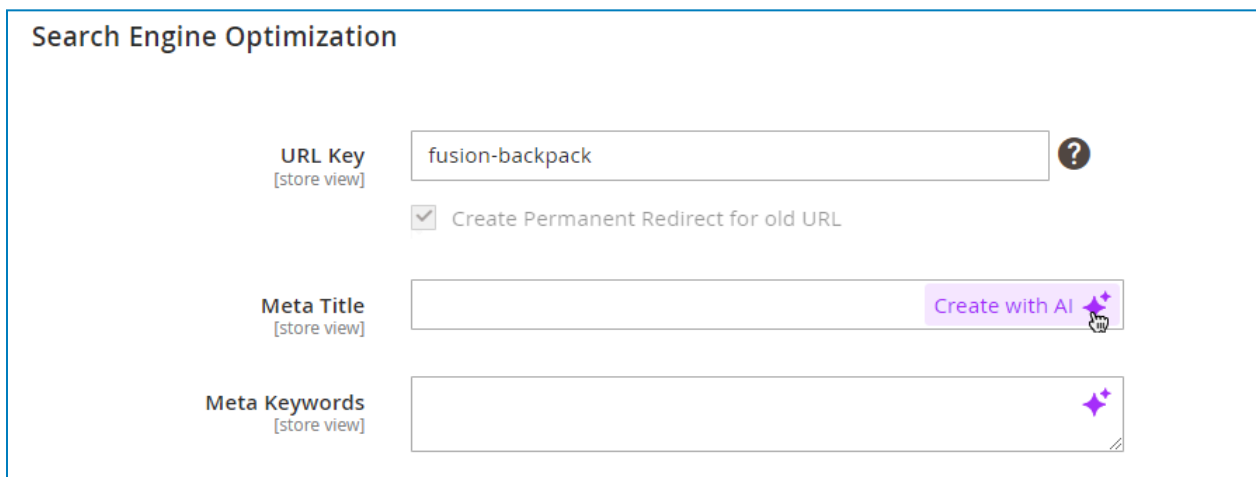 Search Engine Optimization
URL Key
[store view]
fusion-backpack
?
Create Permanent Redirect for old URL
Meta Title
[store view]
Create with AI
Meta Keywords
[store view]